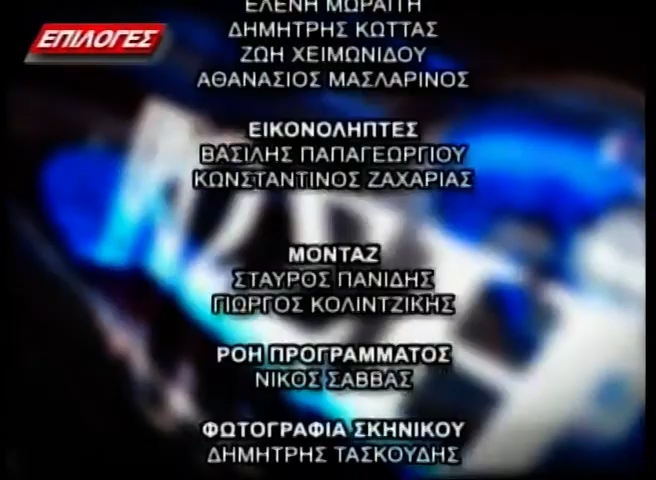 ΕΛΕΝΗ ΜΩΡΑΪΤΗ
ΕΠΙΛΟΓΕΣ
ΔΗΜΗΤΡΗΣ ΚΩΤΤΑΣ
ΖΩΗ ΧΕΙΜΩΝΙΔΟΥ
ΑΘΑΝΑΣΙΟΣ ΜΑΣΛΑΡΙΝΟΣ
ΕΙΚΟΝΟΛΗΠΤΕΣ
ΒΑΣΙΛΗΣ ΠΑΠΑΓΕΩΡΓΙΟΥ
ΚΩΝΣΤΑΝΤΙΝΟΣ ΖΑΧΑΡΙΑΣ
ΜΟΝΤΑΖ
ΣΤΑΥΡΟΣ ΠΑΝΙΔΗΣ
ΓΙΩΡΓΟΣ ΚΟΛΙΝΤΖΙΚΗΣ
ΡΟΗ ΠΡΟΓΡΑΜΜΑΤΟΣ
ΝΙΚΟΣ ΣΑΒΒΑΣ
ΦΩΤΟΓΡΑΦΙΑ ΣΚΗΝΙΚΟΥ
ΔΗΜΗΤΡΗΣ ΤΑΣΚΟΥΔΗΣ